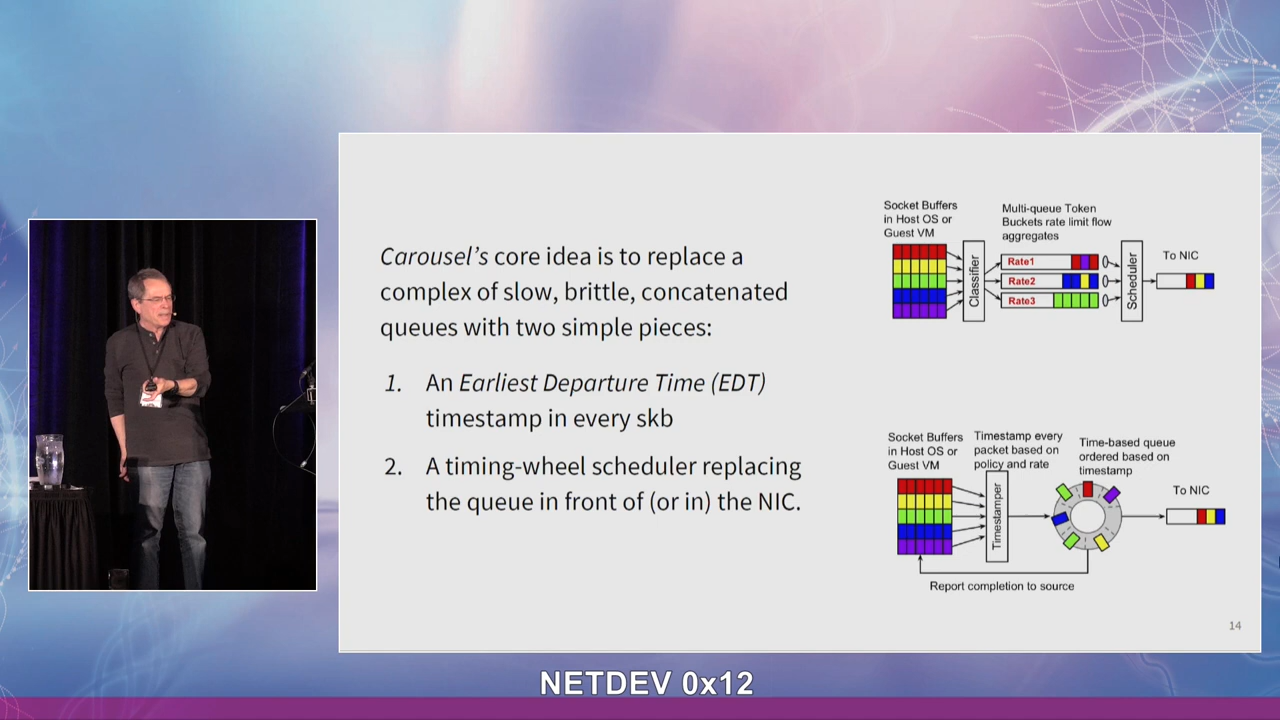 Carousel's core idea is to replace a
complex of slow, brittle, concatenated
queues with two simple pieces:
1. An Earliest Departure Time (EDT)
timestamp in every skb
2. A timing-wheel scheduler replacing
the queue in front of (or in) the NIC.
Socket Buffers
in Host OS or
Guest VM
Classifier
Multi-queue Token
Buckets rate limit flow
aggregates
Rate1
Rate2
Rate3
Scheduler
To NIC
Socket Buffers
in Host OS or
Guest VM
Timestamp every
packet based on
policy and rate
Timestamper
Time-based queue
ordered based on
timestamp
To NIC
Report completion to source
14
NETDEV 0x12